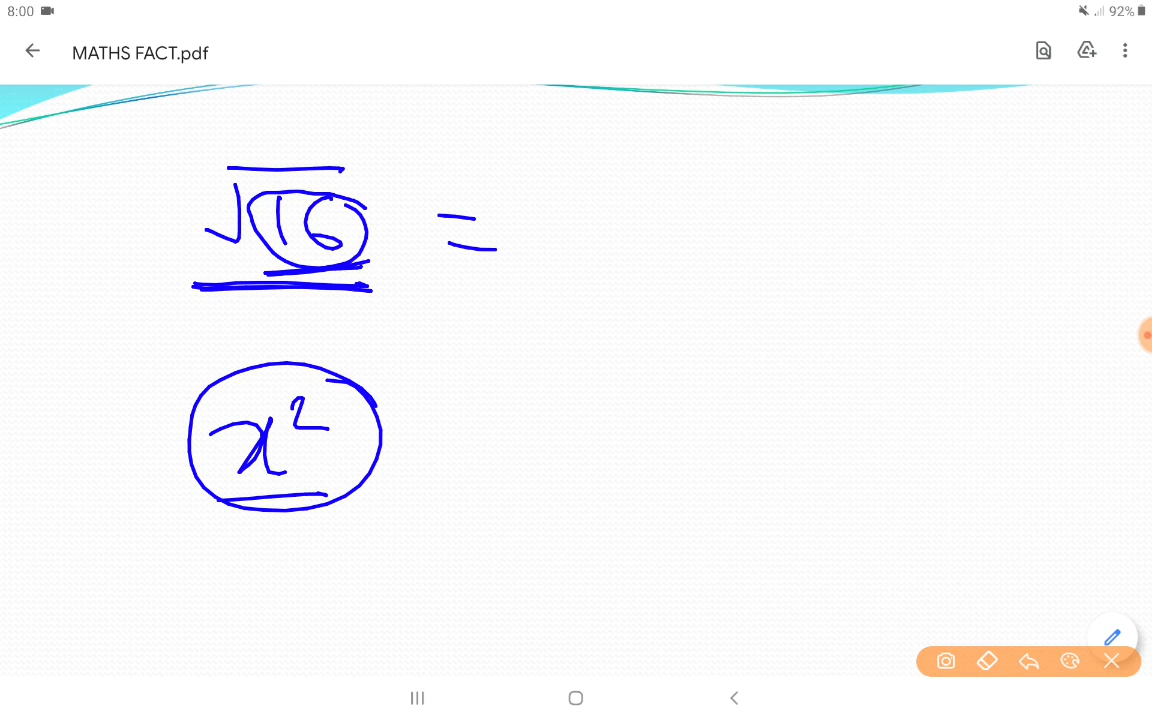 8:00 92%
MATHS FACT.pdf
√16 =
x²